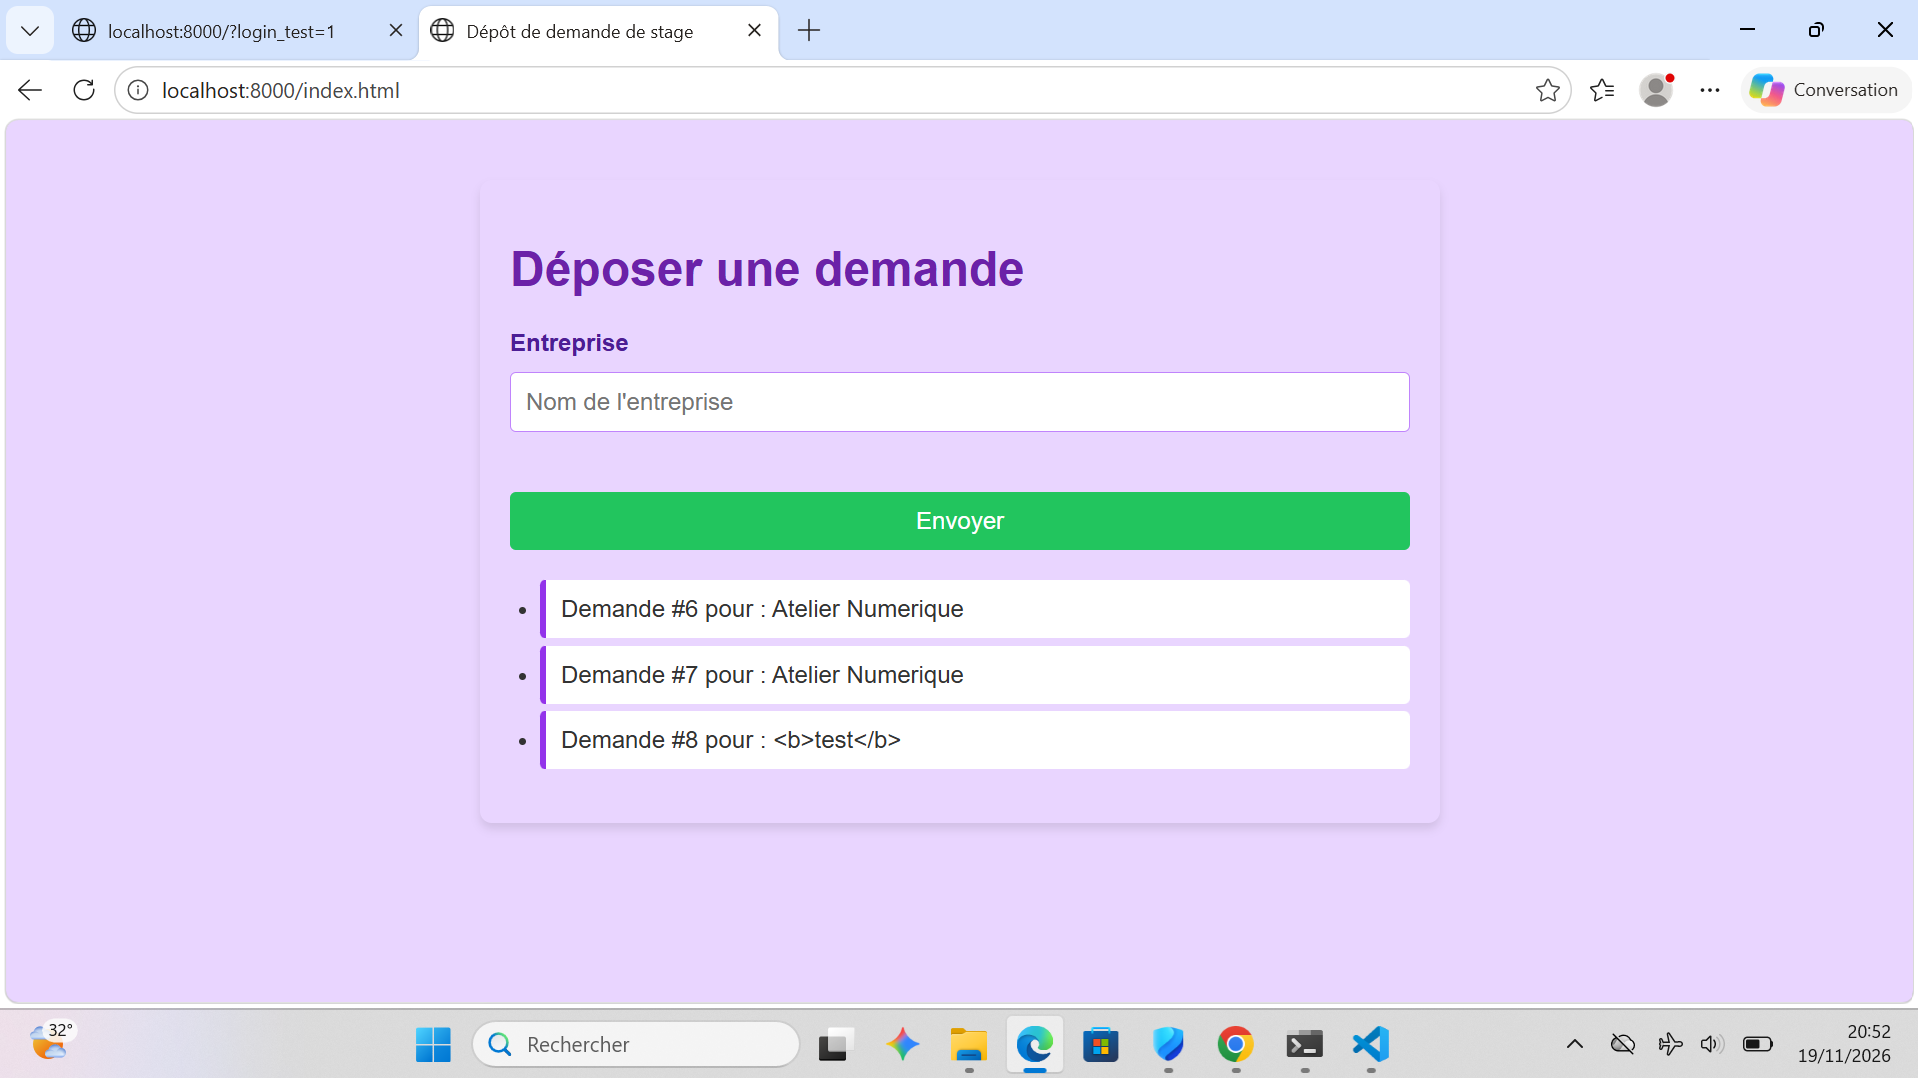 localhost:8000/?login_test=1
Dépôt de demande de stage
localhost:8000/index.html
Conversation
Déposer une demande
Entreprise
Nom de l'entreprise
Envoyer
Demande #6 pour : Atelier Numerique
Demande #7 pour : Atelier Numerique
Demande #8 pour : <b>test</b>
32°
Rechercher
20:52
19/11/2026